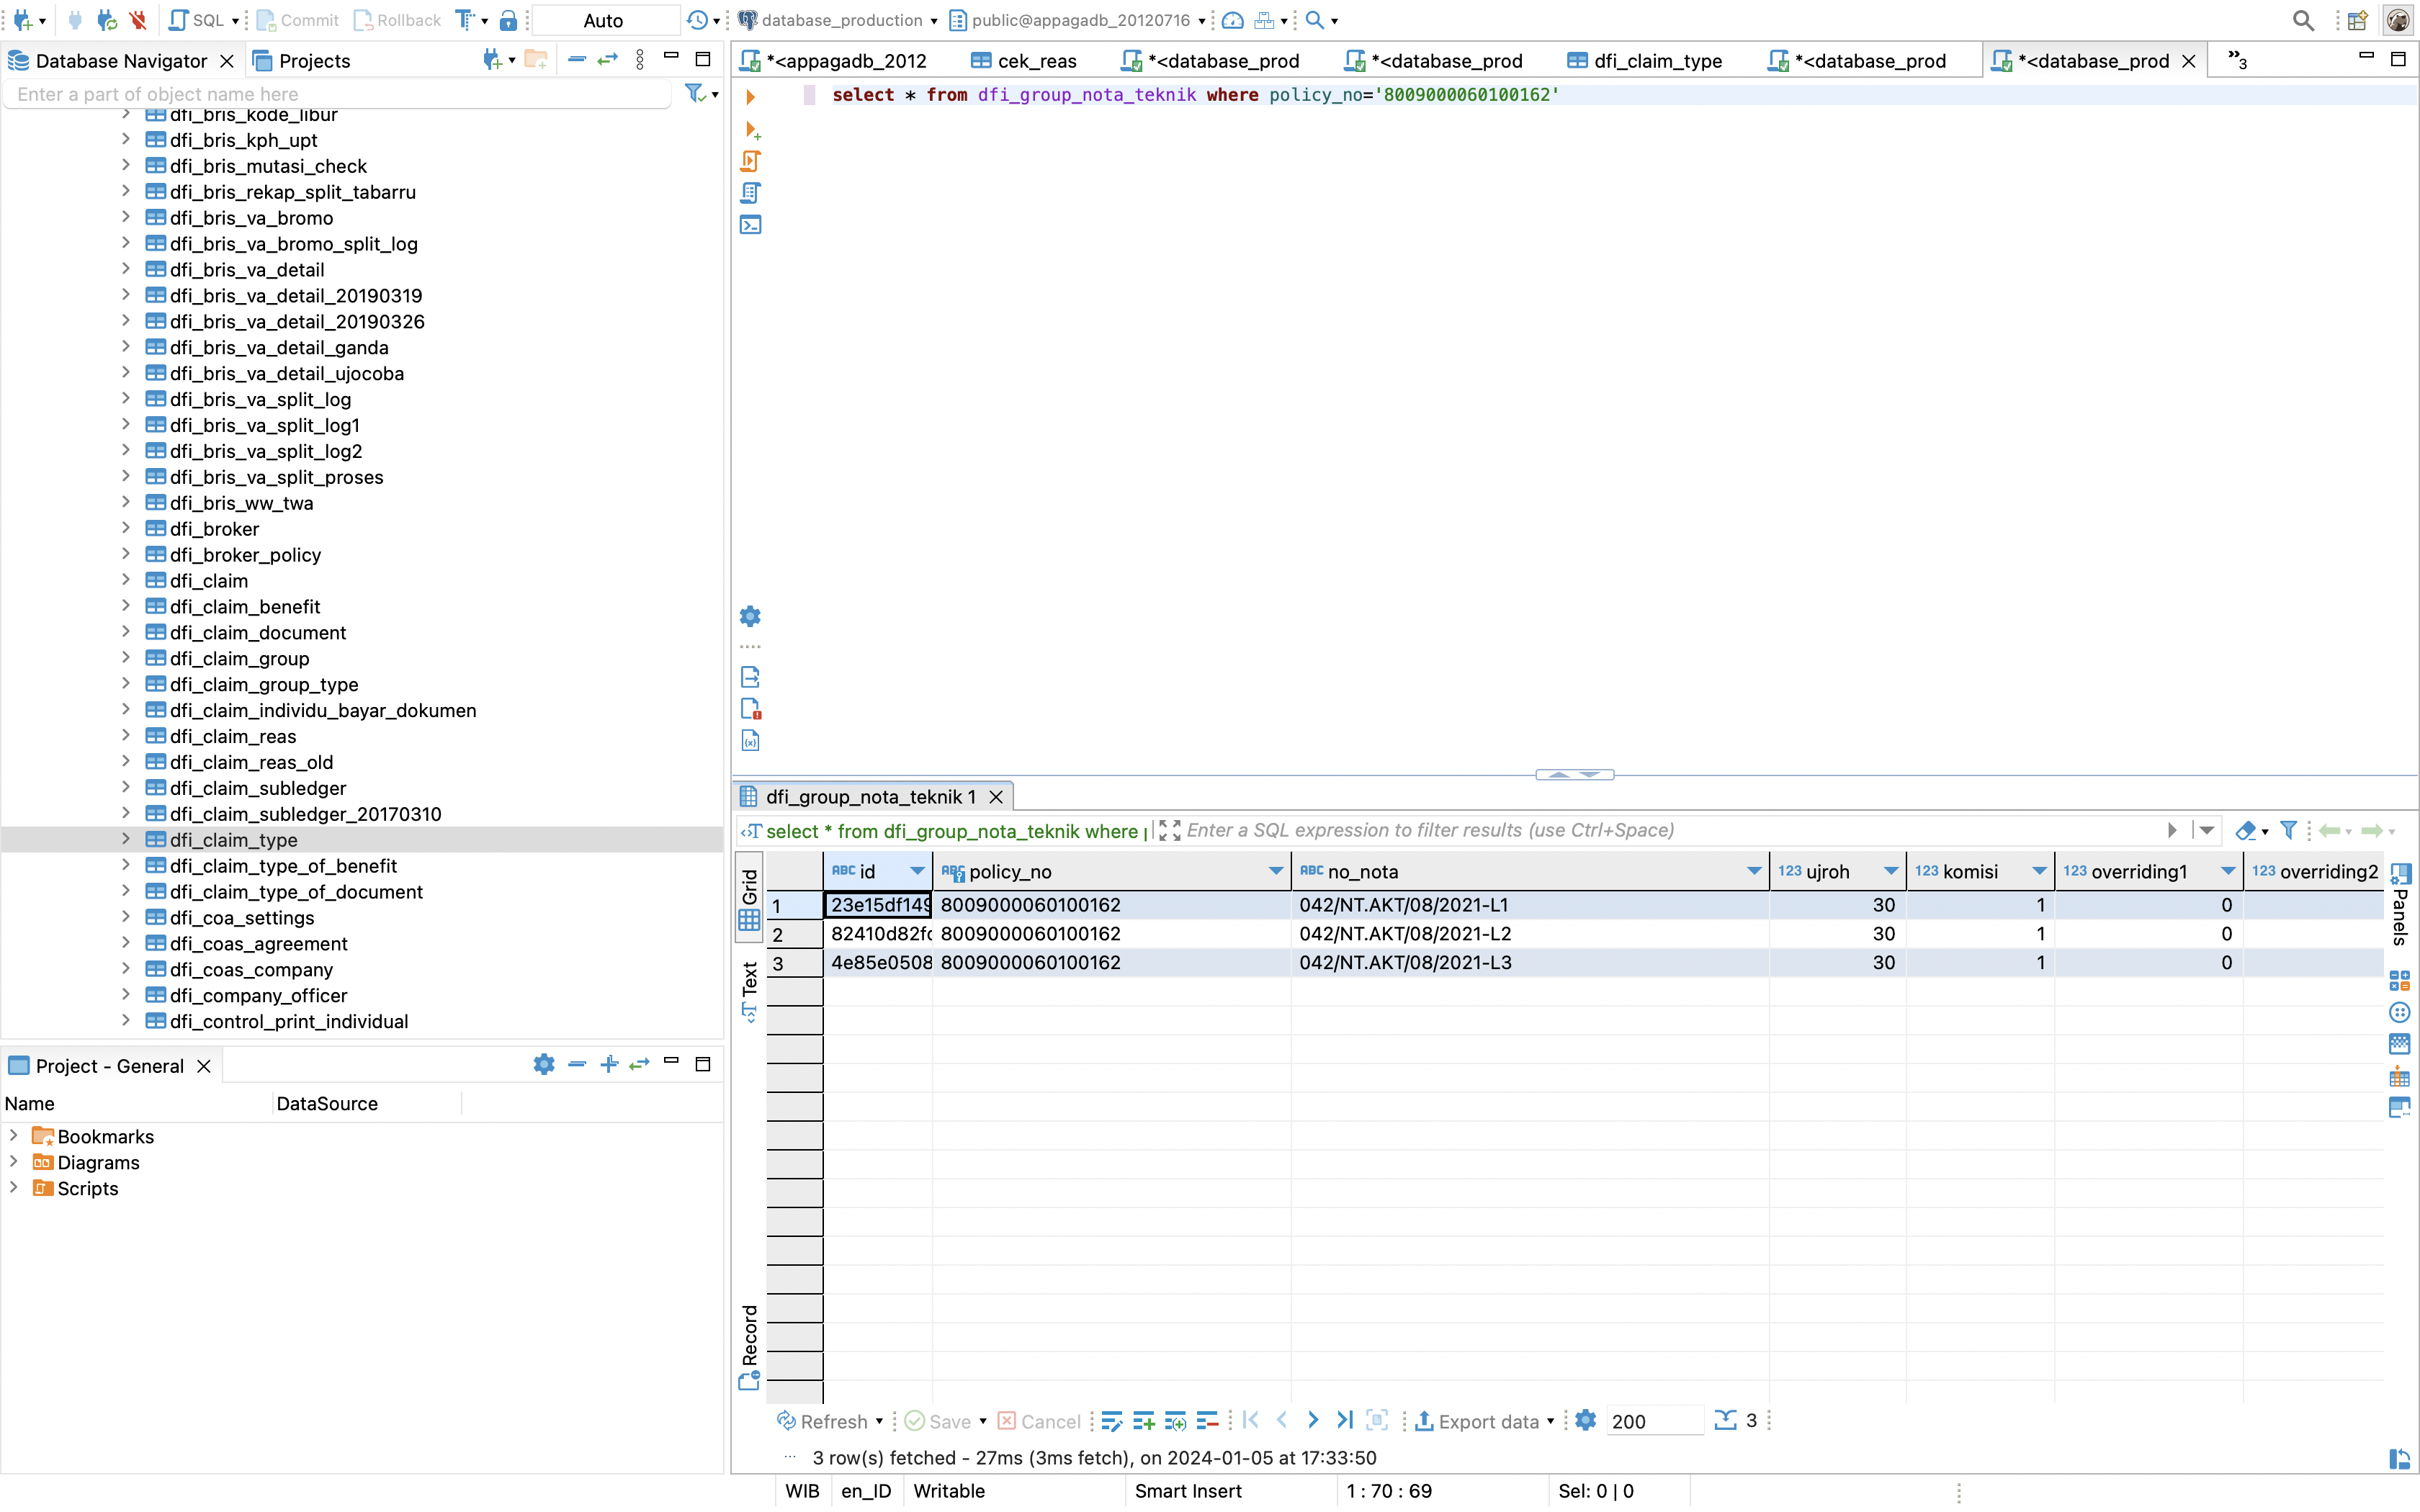 SQL Commit Rollback Auto database_production public@appagadb_20120716
Database Navigator Projects
Enter a part of object name here
dfi_bris_kode_libur
dfi_bris_kph_upt
dfi_bris_mutasi_check
dfi_bris_rekap_split_tabarru
dfi_bris_va_bromo
dfi_bris_va_bromo_split_log
dfi_bris_va_detail
dfi_bris_va_detail_20190319
dfi_bris_va_detail_20190326
dfi_bris_va_detail_ganda
dfi_bris_va_detail_ujocoba
dfi_bris_va_split_log
dfi_bris_va_split_log1
dfi_bris_va_split_log2
dfi_bris_va_split_proses
dfi_bris_ww_twa
dfi_broker
dfi_broker_policy
dfi_claim
dfi_claim_benefit
dfi_claim_document
dfi_claim_group
dfi_claim_group_type
dfi_claim_individu_bayar_dokumen
dfi_claim_reas
dfi_claim_reas_old
dfi_claim_subledger
dfi_claim_subledger_20170310
dfi_claim_type
dfi_claim_type_of_benefit
dfi_claim_type_of_document
dfi_coa_settings
dfi_coas_agreement
dfi_coas_company
dfi_company_officer
dfi_control_print_individual
Project - General
Name DataSource
Bookmarks
Diagrams
Scripts
*<appagadb_2012 cek_reas *<database_prod *<database_prod dfi_claim_type *<database_prod *<database_prod »3
select * from dfi_group_nota_teknik where policy_no='8009000060100162'
dfi_group_nota_teknik 1
select * from dfi_group_nota_teknik where p Enter a SQL expression to filter results (use Ctrl+Space)
Grid
Text
Record
Panels
ABC id ABC policy_no ABC no_nota 123 ujroh 123 komisi 123 overriding1 123 overriding2
1 23e15df149 8009000060100162 042/NT.AKT/08/2021-L1 30 1 0
2 82410d82fc 8009000060100162 042/NT.AKT/08/2021-L2 30 1 0
3 4e85e0508 8009000060100162 042/NT.AKT/08/2021-L3 30 1 0
Refresh Save Cancel Export data 200 3
... 3 row(s) fetched - 27ms (3ms fetch), on 2024-01-05 at 17:33:50
WIB en_ID Writable Smart Insert 1 : 70 : 69 Sel: 0 | 0